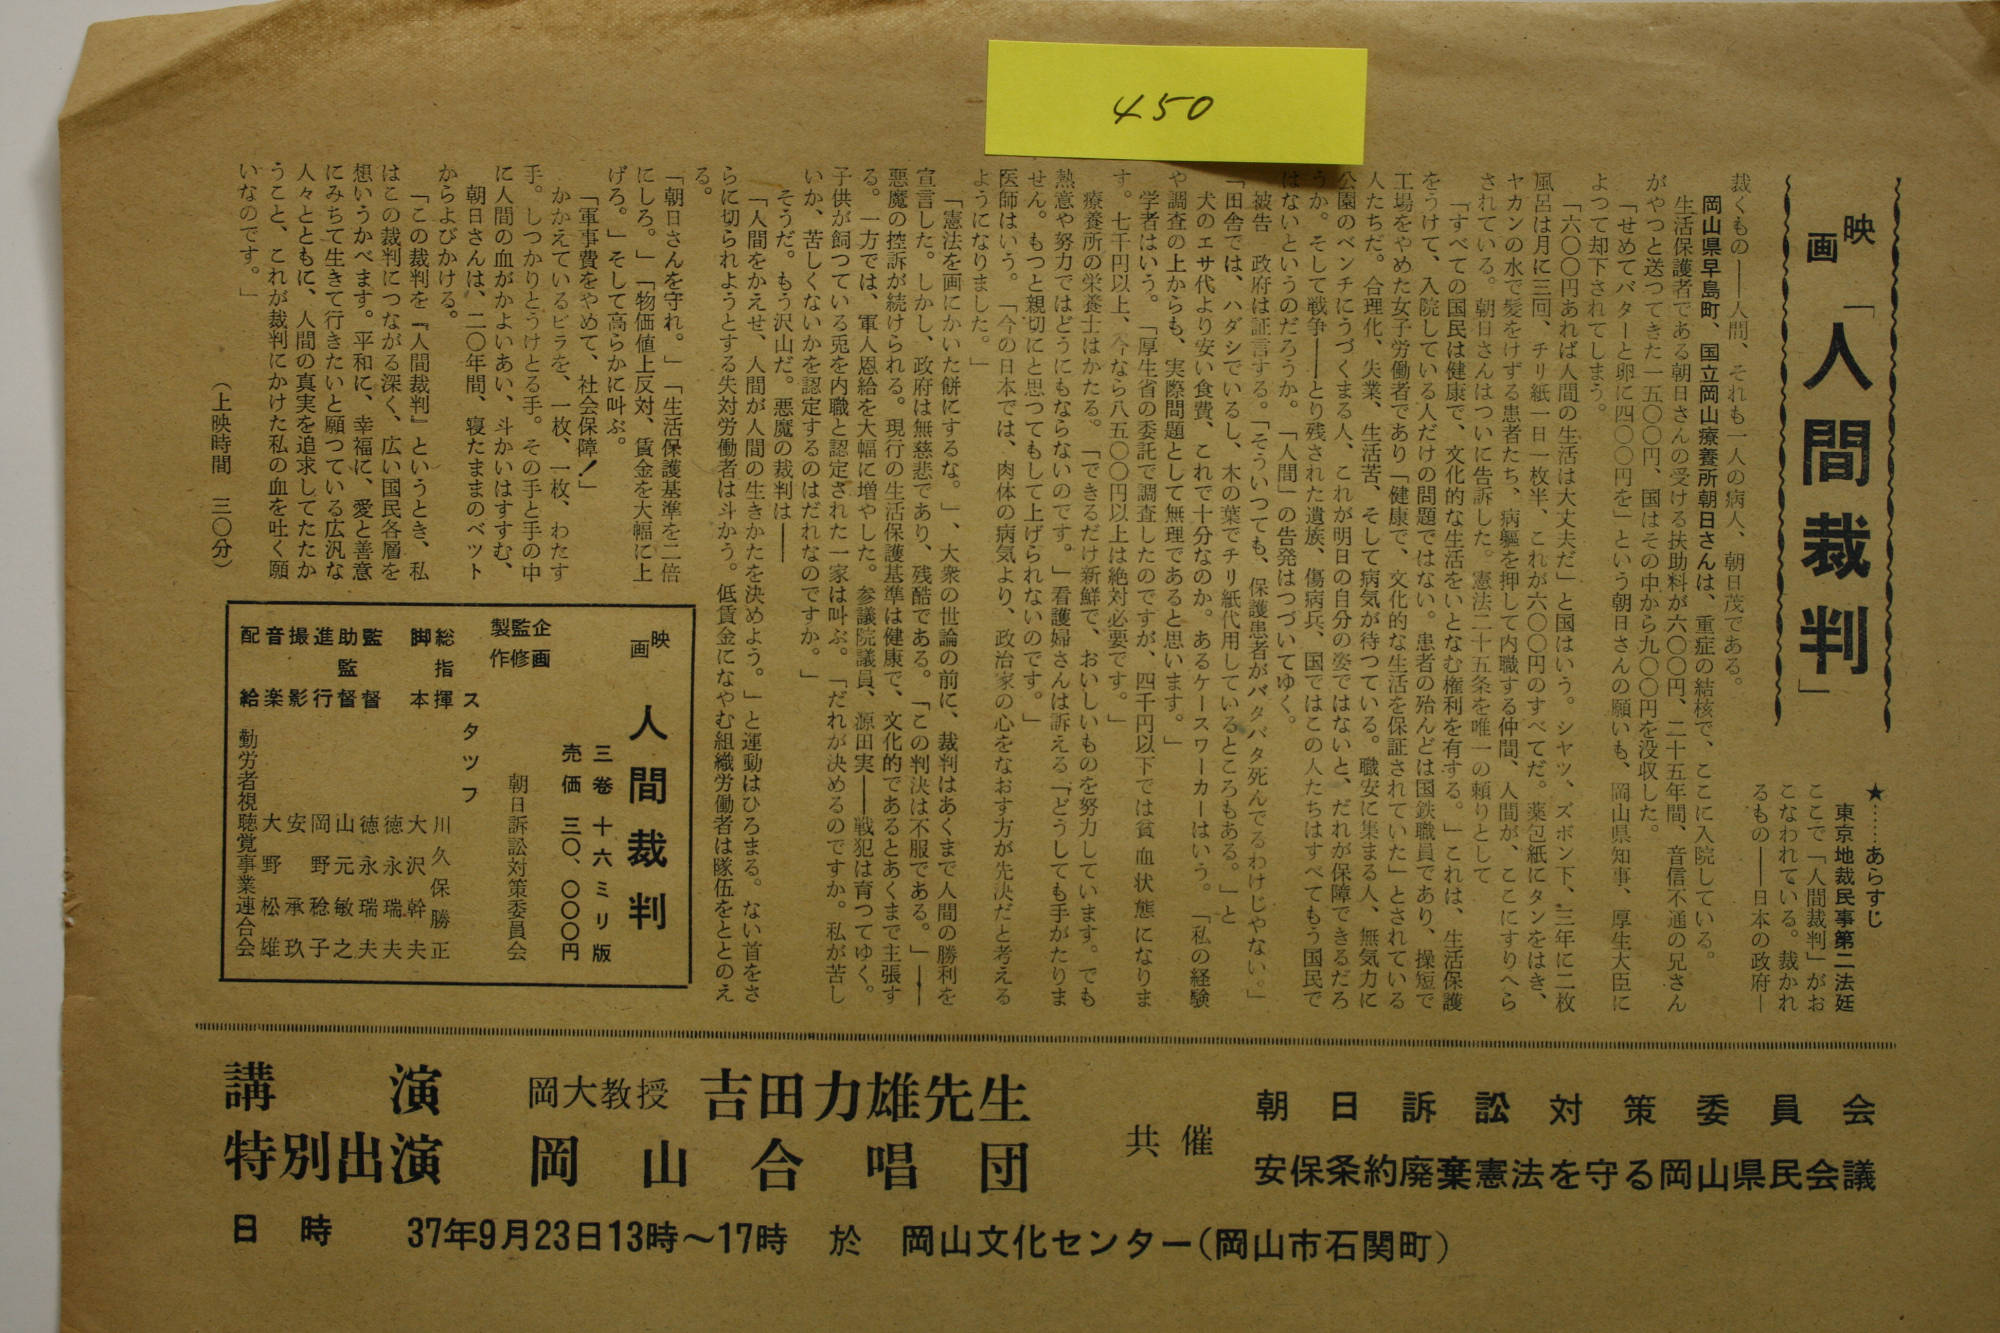 450
映画「人間裁判」
★……あらすじ
東京地裁民事第二法廷
ここで「人間裁判」がお
こなわれている。裁かれ
るもの――日本の政府―
裁くもの――人間、それも一人の病人、朝日茂である。
岡山県早島町、国立岡山療養所朝日さんは、重症の結核で、ここに入院している。
生活保護者である朝日さんの受ける扶助料が六〇〇円、二十五年間、音信不通の兄さん
がやつと送つてきた一五〇〇円、国はその中から九〇〇円を没収した。
「せめてバターと卵に四〇〇円を」という朝日さんの願いも、岡山県知事、厚生大臣に
よつて却下されてしまう。
「六〇〇円あれば人間の生活は大丈夫だ」と国はいう。シヤツ、ズボン下、三年に二枚
風呂は月に三回、チリ紙一日一枚半、これが六〇〇円のすべてだ。薬包紙にタンをはき、
ヤカンの水で髪をけずる患者たち、病軀を押して内職する仲間、人間が、ここにすりへら
されている。朝日さんはついに告訴した。憲法二十五条を唯一の頼りとして
「すべての国民は健康で、文化的な生活をいとなむ権利を有する。」これは、生活保護
をうけて、入院している人だけの問題ではない。患者の殆んどは国鉄職員であり、操短で
工場をやめた女子労働者であり「健康で、文化的な生活を保証されていた」とされている
人たちだ。合理化、失業、生活苦、そして病気が待つている。職安に集まる人、無気力に
公園のベンチにうづくまる人、これが明日の自分の姿ではないと、だれが保障できるだろ
うか。そして戦争――とり残された遺族、傷病兵、国ではこの人たちはすべてもう国民で
はないというのだろうか。「人間」の告発はつづいてゆく。
被告 政府は証言する。「そういつても、保護患者がバタバタ死んでるわけじやない。」
「田舎では、ハダシでいるし、木の葉でチリ紙代用しているところもある。」と
犬のエサ代より安い食費、これで十分なのか。あるケースワーカーはいう。「私の経験
や調査の上からも、実際問題として無理であると思います。」
学者はいう。「厚生省の委託で調査したのですが、四千円以下では貧血状態になりま
す。七千円以上、今なら八五〇〇円以上は絶対必要です。」
療養所の栄養士はかたる。「できるだけ新鮮で、おいしいものを努力しています。でも
熱意や努力ではどうにもならないのです。」看護婦さんは訴える「どうしても手がたりま
せん。もつと親切にと思つてもして上げられないのです。」
医師はいう。「今の日本では、肉体の病気より、政治家の心をなおす方が先決だと考える
ようになりました。」
「憲法を画にかいた餅にするな。」、大衆の世論の前に、裁判はあくまで人間の勝利を
宣言した。しかし、政府は無慈悲であり、残酷である。「この判決は不服である。」――
悪魔の控訴が続けられる。現行の生活保護基準は健康で、文化的であるとあくまで主張す
る。一方では、軍人恩給を大幅に増やした。参議院議員、源田実――戦犯は育つてゆく。
子供が飼つている兎を内職と認定された一家は叫ぶ。「だれが決めるのですか。私が苦し
いか、苦しくないかを認定するのはだれなのですか。」
そうだ。もう沢山だ。悪魔の裁判は――
「人間をかえせ、人間が人間の生きかたを決めよう。」と運動はひろまる。ない首をさ
らに切られようとする失対労働者は斗かう。低賃金になやむ組織労働者は隊伍をととのえ
る。
「朝日さんを守れ。」「生活保護基準を二倍
にしろ。」「物価値上反対、賃金を大幅に上
げろ。」そして高らかに叫ぶ。
「軍事費をやめて、社会保障!」
かかえているビラを、一枚、一枚、わたす
手。しつかりとうけとる手。その手と手の中
に人間の血がかよいあい、斗かいはすすむ、
朝日さんは、二〇年間、寝たままのベツト
からよびかける。
「この裁判を『人間裁判』というとき、私
はこの裁判につながる深く、広い国民各層を
想いうかべます。平和に、幸福に、愛と善意
にみちて生きて行きたいと願つている広汎な
人々とともに、人間の真実を追求してたたか
うこと、これが裁判にかけた私の血を吐く願
いなのです。」
(上映時間 三〇分)
映画 人間裁判
三巻 十六ミリ版
売価 三〇、〇〇〇円
企画
監修 朝日訴訟対策委員会
製作
スタツフ
総指揮 川久保勝正
脚本 大沢幹夫
監督 徳永瑞夫
助監督 徳永瑞夫
進行 山元敏之
撮影 岡野稔子
音楽 安承玖
配給 大野松雄
勤労者視聴覚事業連合会
講演 岡大教授 吉田力雄先生
特別出演 岡山合唱団
共催 朝日訴訟対策委員会
安保条約廃棄憲法を守る岡山県民会議
日時 37年9月23日13時～17時 於 岡山文化センター(岡山市石関町)